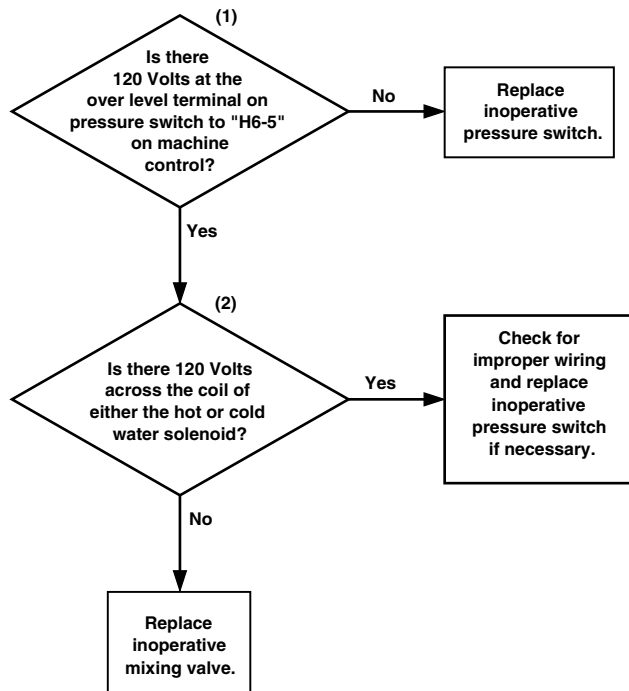 (1)
Is there
120 Volts at the
over level terminal on
pressure switch to "H6-5"
on machine
control?
No
Replace
inoperative
pressure switch.
Yes
(2)
Is there 120 Volts
across the coil of
either the hot or cold
water solenoid?
Yes
Check for
improper wiring
and replace
inoperative
pressure switch
if necessary.
No
Replace
inoperative
mixing valve.